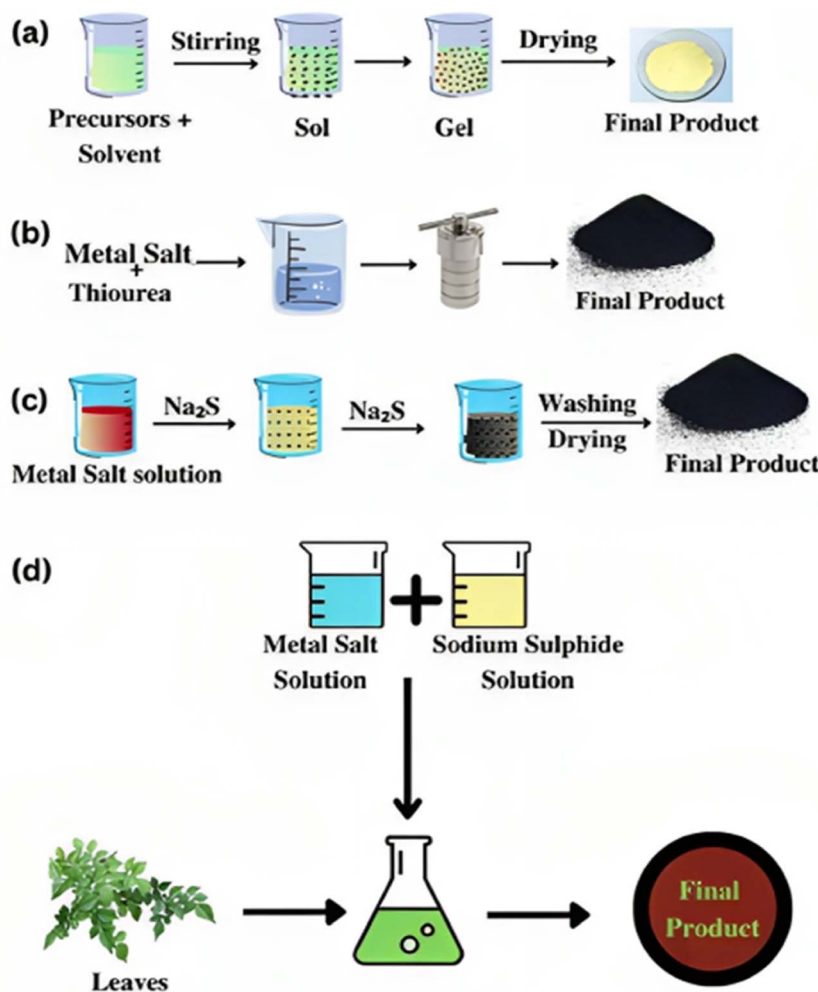 (a)
Stirring
Drying
Precursors +
Solvent
Sol
Gel
Final Product
(b)
Metal Salt
+
Thiourea
Final Product
(c)
Na₂S
Na₂S
Washing
Drying
Metal Salt solution
Final Product
(d)
+
Metal Salt
Solution
Sodium Sulphide
Solution
Leaves
Final
Product